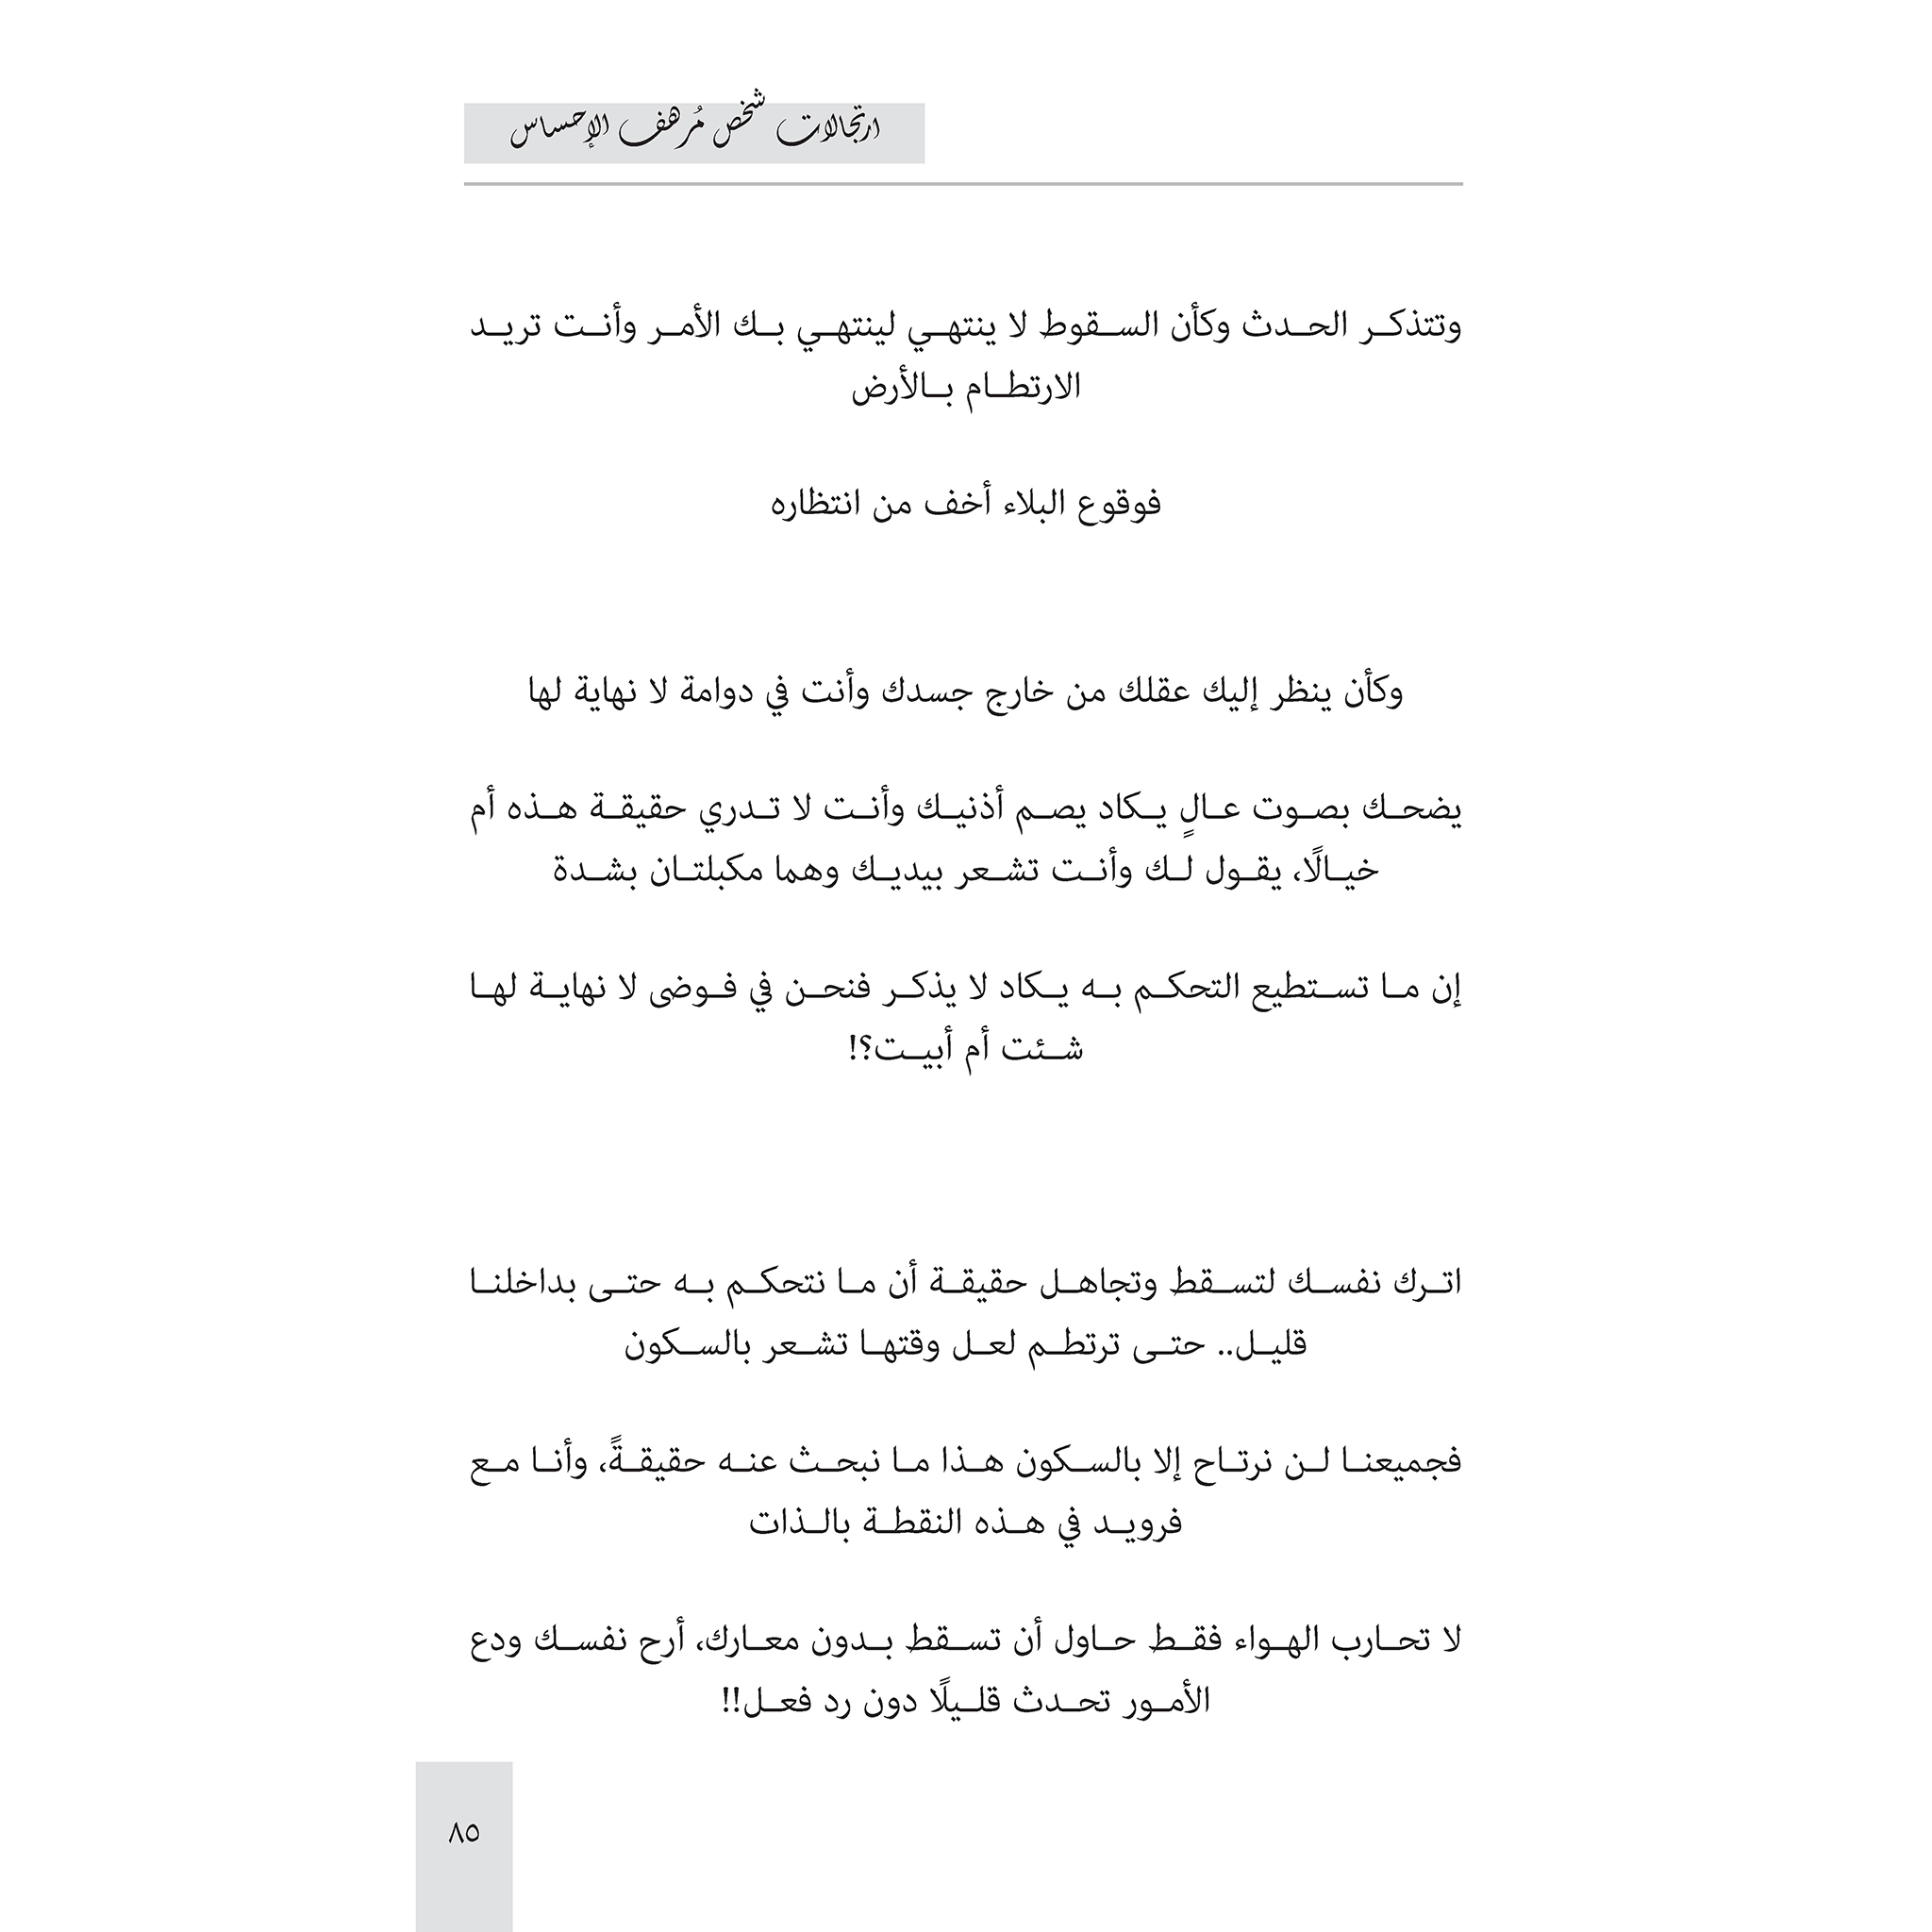 ارتجالات شخص مُرهف الإحساس
وتتذكر الحدث وكأن السقوط لا ينتهي لينتهي بك الأمر وأنت تريد
الارتطام بالأرض
فوقوع البلاء أخف من انتظاره
وكأن ينظر إليك عقلك من خارج جسدك وأنت في دوامة لا نهاية لها
يضحك بصوت عالٍ يكاد يصم أذنيك وأنت لا تدري حقيقة هذه أم
خيالًا، يقول لك وأنت تشعر بيديك وهما مكبلتان بشدة
إن ما تستطيع التحكم به يكاد لا يذكر فنحن في فوضى لا نهاية لها
شئت أم أبيت؟!
اترك نفسك لتسقط وتجاهل حقيقة أن ما نتحكم به حتى بداخلنا
قليل.. حتى ترتطم لعل وقتها تشعر بالسكون
فجميعنا لن نرتاح إلا بالسكون هذا ما نبحث عنه حقيقةً، وأنا مع
فرويد في هذه النقطة بالذات
لا تحارب الهواء فقط حاول أن تسقط بدون معارك، أرح نفسك ودع
الأمور تحدث قليلًا دون رد فعل!!
٨٥